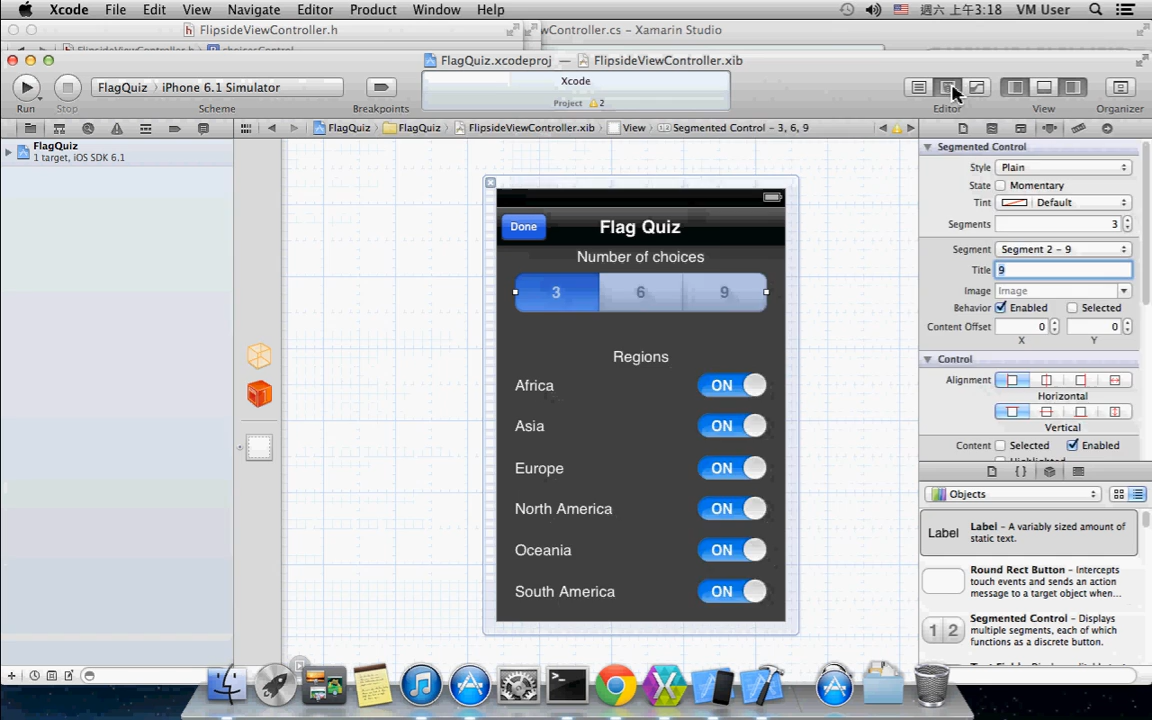 Xcode File Edit View Navigate Editor Product Window Help 週六 上午3:18 VM User
FlipsideViewController.h wController.cs – Xamarin Studio
FlagQuiz.xcodeproj — FlipsideViewController.xib
FlagQuiz › iPhone 6.1 Simulator
Xcode
Project 2
Run Stop Scheme Breakpoints Editor View Organizer
FlagQuiz FlagQuiz FlipsideViewController.xib View Segmented Control – 3, 6, 9
FlagQuiz
1 target, iOS SDK 6.1
Done
Flag Quiz
Number of choices
3 6 9
Regions
Africa ON
Asia ON
Europe ON
North America ON
Oceania ON
South America ON
Segmented Control
Style Plain
State Momentary
Tint Default
Segments 3
Segment Segment 2 – 9
Title 9
Image Image
Behavior Enabled Selected
Content Offset 0 0
X Y
Control
Alignment
Horizontal
Vertical
Content Selected Enabled
Objects
Label
Label – A variably sized amount of
static text.
Round Rect Button – Intercepts
touch events and sends an action
message to a target object when...
1 2
Segmented Control – Displays
multiple segments, each of which
functions as a discrete button.